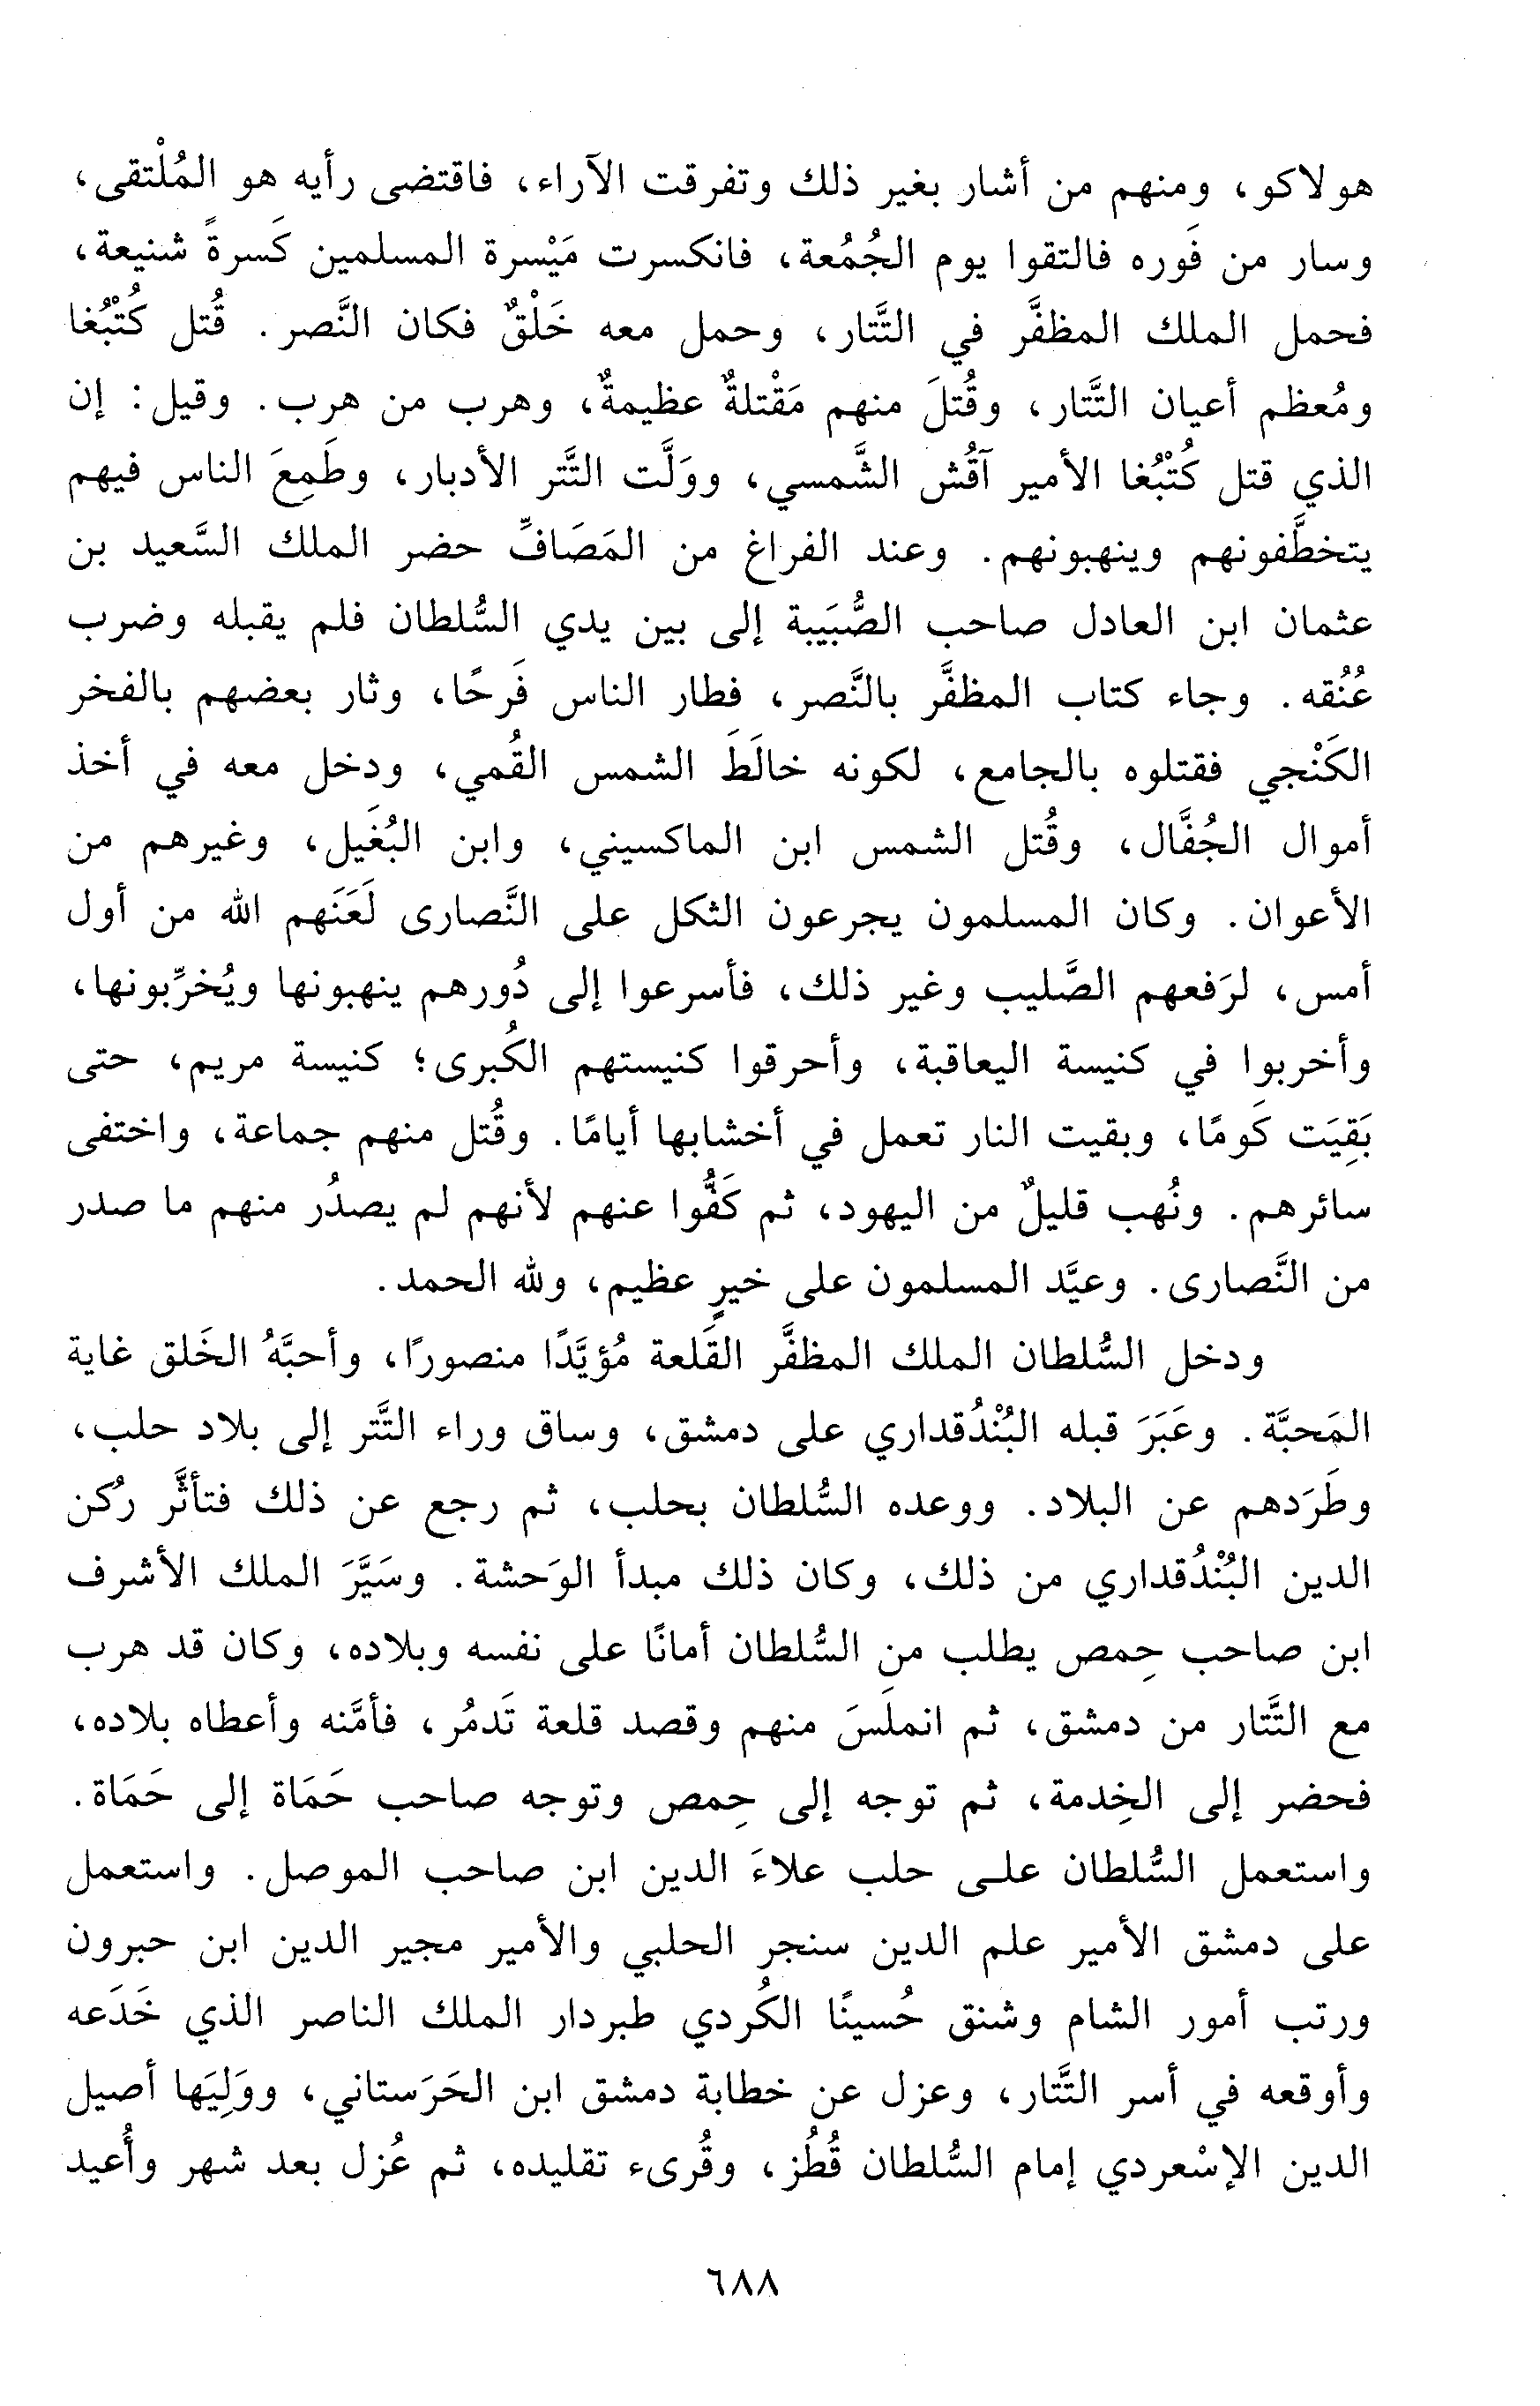 هولاكو، ومنهم من أشار بغير ذلك وتفرقت الآراء، فاقتضى رأيه هو المُلْتقى،
وسار من فَوره فالتقوا يوم الجُمُعة، فانكسرت مَيْسرة المسلمين كَسرةً شنيعة،
فحمل الملك المظفَّر في التَّتار، وحمل معه خَلْقٌ فكان النَّصر. قُتل كُتْبُغا
ومُعظم أعيان التَّتار، وقُتلَ منهم مَقْتلةٌ عظيمةٌ، وهرب من هرب. وقيل: إن
الذي قتل كُتْبُغا الأمير آقُش الشَّمسي، ووَلَّت التَّتر الأدبار، وطَمِعَ الناس فيهم
يتخطَّفونهم وينهبونهم. وعند الفراغ من المَصَافِّ حضر الملك السَّعيد بن
عثمان ابن العادل صاحب الصُّبَيبة إلى بين يدي السُّلطان فلم يقبله وضرب
عُنُقه. وجاء كتاب المظفَّر بالنَّصر، فطار الناس فَرحًا، وثار بعضهم بالفخر
الكَنْجي فقتلوه بالجامع، لكونه خالَطَ الشمس القُمي، ودخل معه في أخذ
أموال الجُفَّال، وقُتل الشمس ابن الماكسيني، وابن البُغَيل، وغيرهم من
الأعوان. وكان المسلمون يجرعون الثكل على النَّصارى لَعَنَهم الله من أول
أمس، لرَفعهم الصَّليب وغير ذلك، فأسرعوا إلى دُورهم ينهبونها ويُخرِّبونها،
وأخربوا في كنيسة اليعاقبة، وأحرقوا كنيستهم الكُبرى؛ كنيسة مريم، حتى
بَقِيَت كَومًا، وبقيت النار تعمل في أخشابها أيامًا. وقُتل منهم جماعة، واختفى
سائرهم. ونُهب قليلٌ من اليهود، ثم كَفُّوا عنهم لأنهم لم يصدُر منهم ما صدر
من النَّصارى. وعيَّد المسلمون على خيرٍ عظيم، ولله الحمد.
ودخل السُّلطان الملك المظفَّر القَلعة مُؤيَّدًا منصورًا، وأحبَّهُ الخَلق غاية
المَحبَّة. وعَبَرَ قبله البُنْدُقداري على دمشق، وساق وراء التَّتر إلى بلاد حلب،
وطَرَدهم عن البلاد. ووعده السُّلطان بحلب، ثم رجع عن ذلك فتأثَّر رُكن
الدين البُنْدُقداري من ذلك، وكان ذلك مبدأ الوَحشة. وسَيَّرَ الملك الأشرف
ابن صاحب حِمص يطلب من السُّلطان أمانًا على نفسه وبلاده، وكان قد هرب
مع التَّتار من دمشق، ثم انملَسَ منهم وقصد قلعة تَدمُر، فأمَّنه وأعطاه بلاده،
فحضر إلى الخِدمة، ثم توجه إلى حِمص وتوجه صاحب حَمَاة إلى حَمَاة.
واستعمل السُّلطان على حلب علاءَ الدين ابن صاحب الموصل. واستعمل
على دمشق الأمير علم الدين سنجر الحلبي والأمير مجير الدين ابن حبرون
ورتب أمور الشام وشنق حُسينًا الكُردي طبردار الملك الناصر الذي خَدَعه
وأوقعه في أسر التَّتار، وعزل عن خطابة دمشق ابن الحَرَستاني، ووَلِيَها أصيل
الدين الإسْعردي إمام السُّلطان قُطُز، وقُرىء تقليده، ثم عُزل بعد شهر وأُعيد
٦٨٨